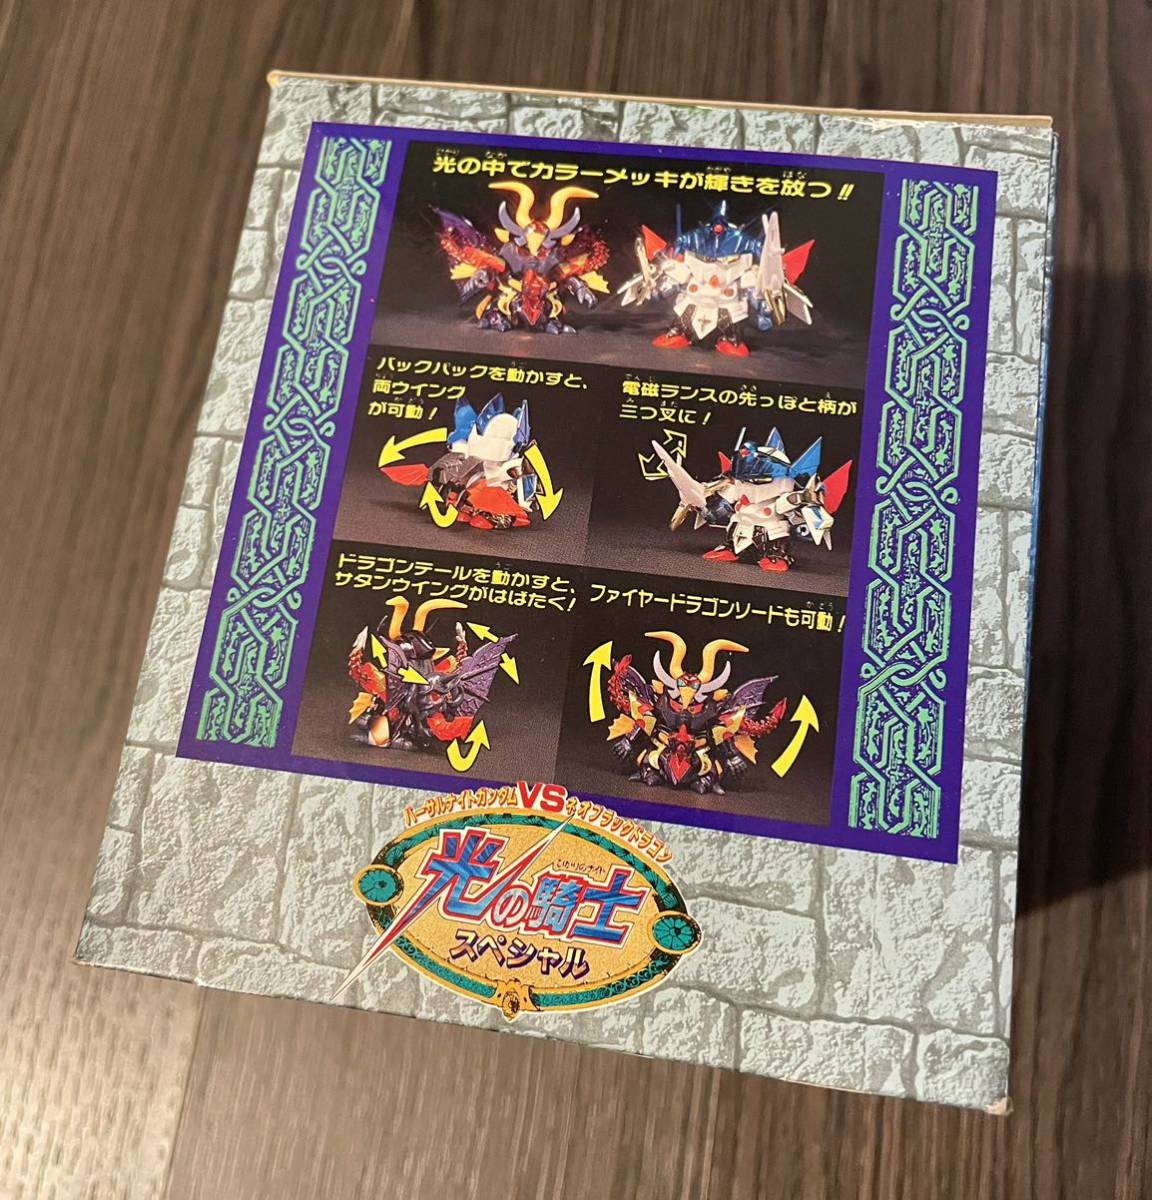 光の中でカラーメッキが輝きを放つ!!
バックパックを動かすと、
両ウイング
が可動!
電磁ランスの先っぽと柄が
三つ叉に!
ドラゴンテールを動かすと、
サタンウイングがはばたく!
ファイヤードラゴンソードも可動!
バーサルナイトガンダムVSネオブラックドラゴン
光の騎士
スペシャル